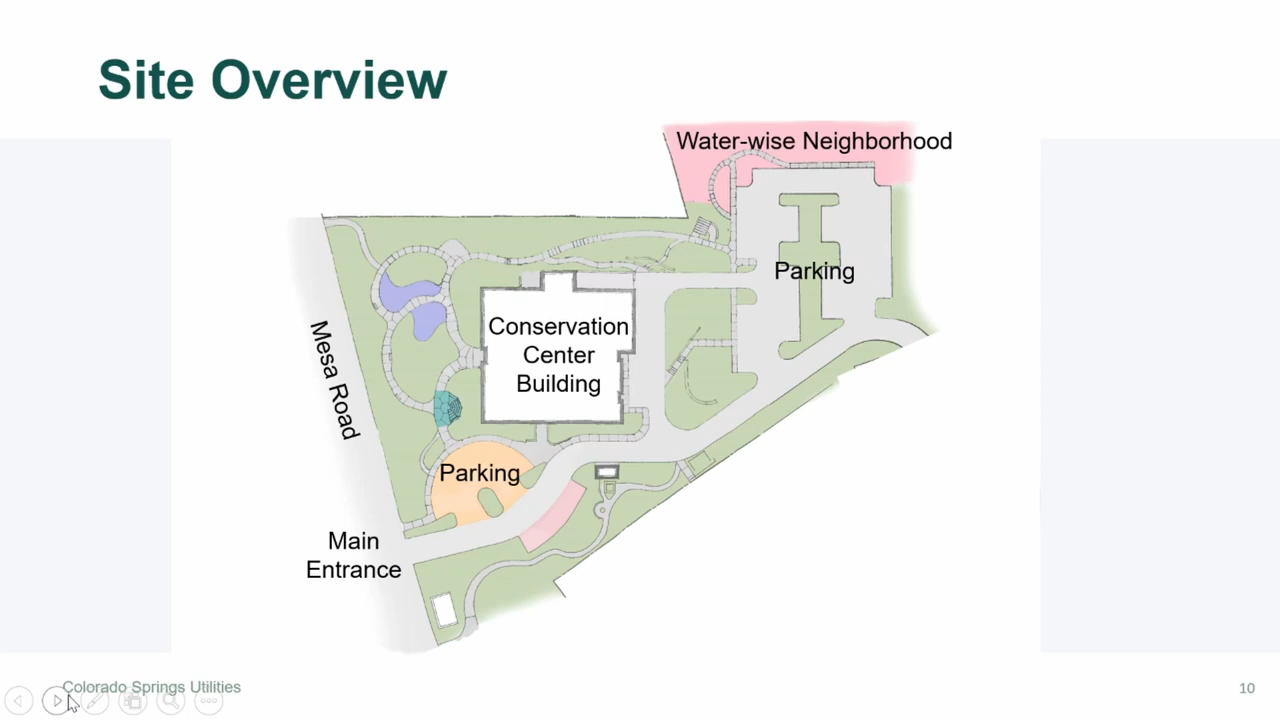 Site Overview
Water-wise Neighborhood
Parking
Conservation
Center
Building
Mesa Road
Parking
Main
Entrance
Colorado Springs Utilities
10